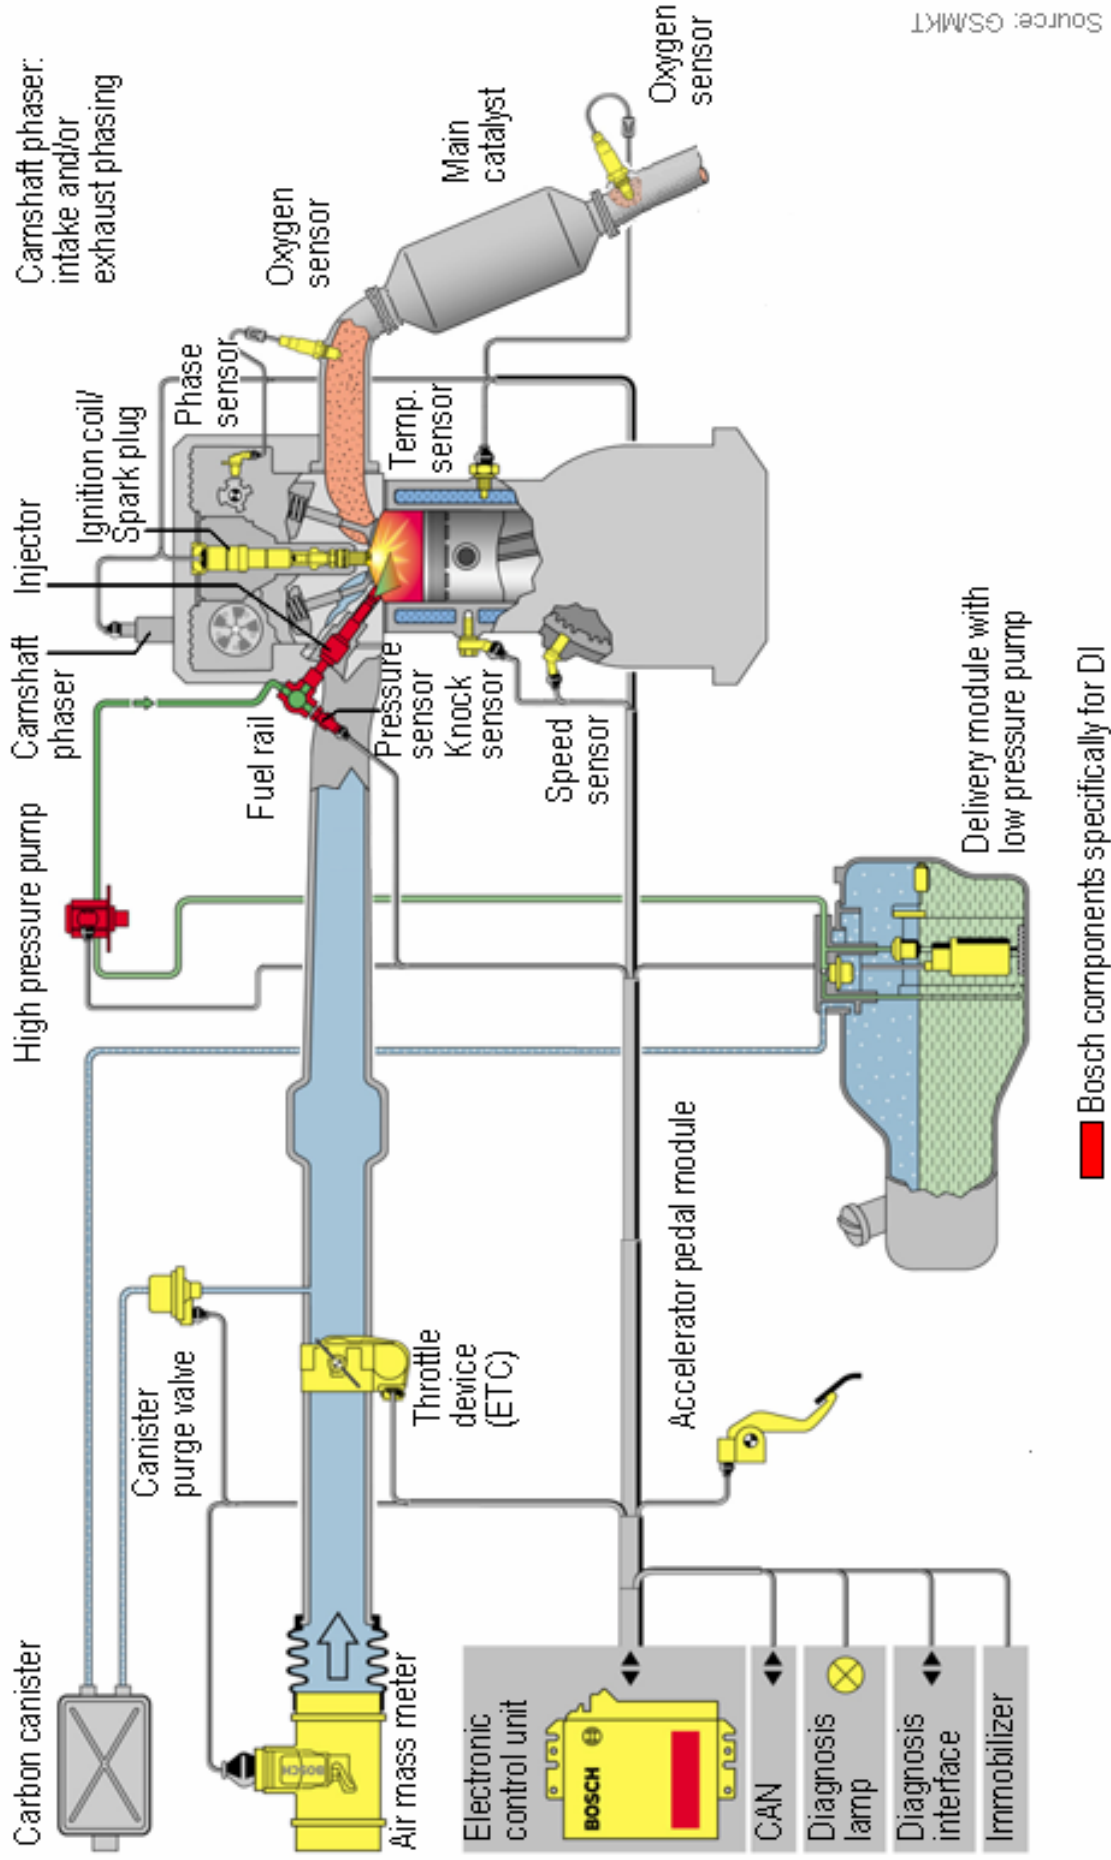 Carbon canister
High pressure pump
Camshaft
phaser
Injector
Ignition coil/
Spark plug
Camshaft phaser:
intake and/or
exhaust phasing
Canister
purge valve
Phase
sensor
Fuel rail
Oxygen
sensor
BOSCH
Air mass meter
Throttle
device
(ETC)
Pressure
sensor
Knock
sensor
Temp.
sensor
Main
catalyst
Speed
sensor
Oxygen
sensor
Electronic
control unit
BOSCH
Accelerator pedal module
CAN
Diagnosis
lamp
Diagnosis
interface
Immobilizer
Delivery module with
low pressure pump
Bosch components specifically for DI
Source: GS/MKT